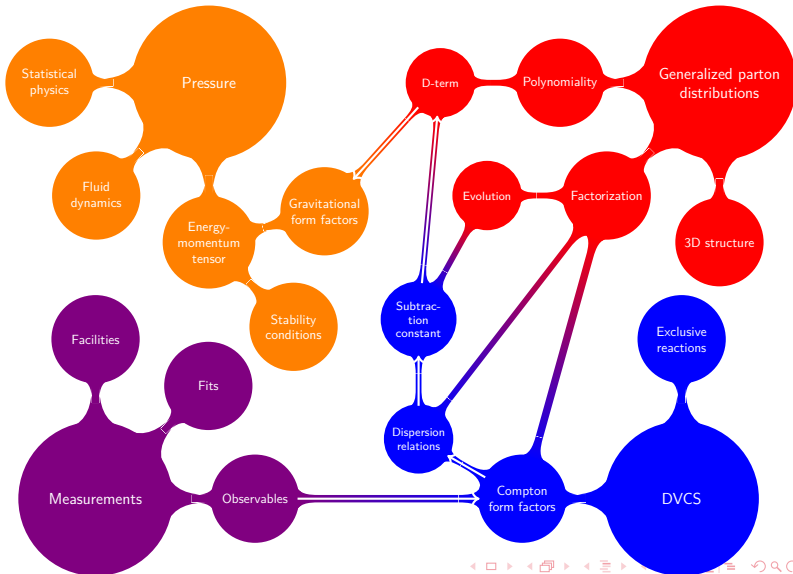 Statistical
physics
Pressure
D-term
Polynomiality
Generalized parton
distributions
Fluid
dynamics
Gravitational
form factors
Evolution
Factorization
Energy-
momentum
tensor
3D structure
Facilities
Stability
conditions
Subtrac-
tion
constant
Exclusive
reactions
Fits
Dispersion
relations
Measurements
Observables
Compton
form factors
DVCS